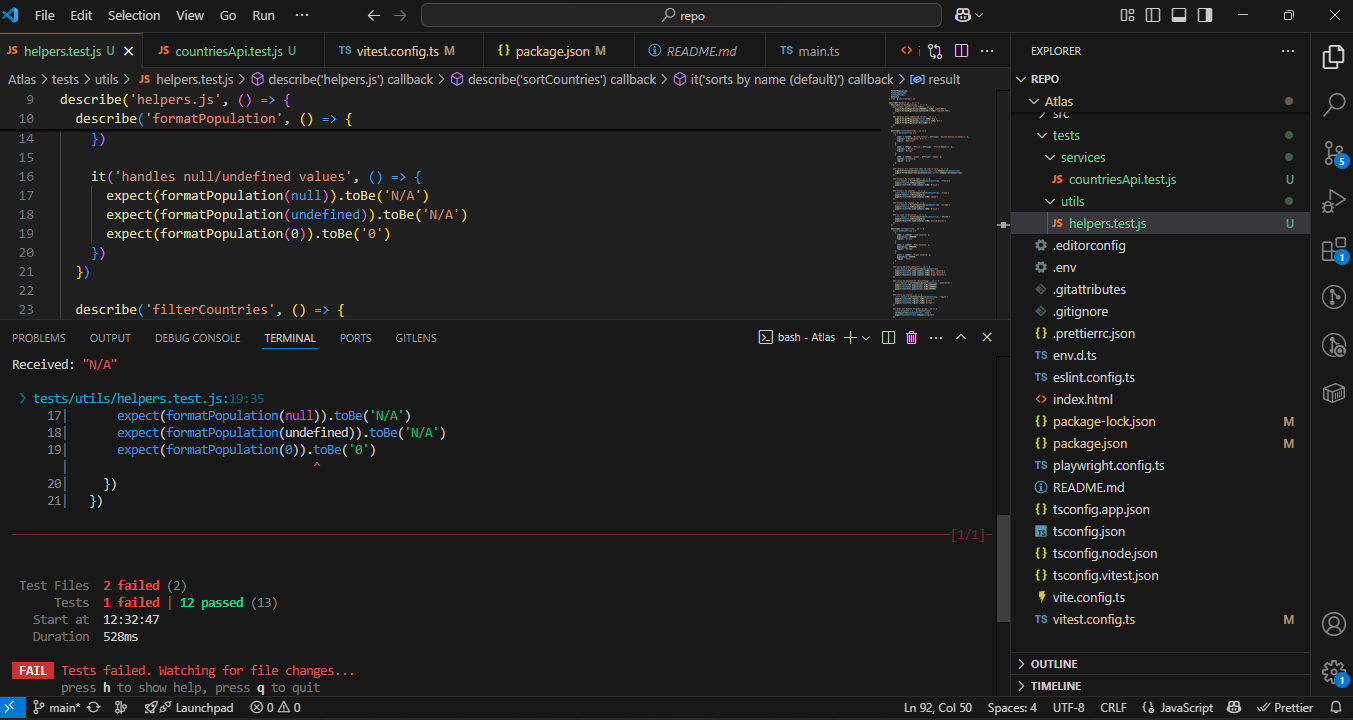 File Edit Selection View Go Run ··· repo
JS helpers.test.js U JS countriesApi.test.js U TS vitest.config.ts M {} package.json M README.md TS main.ts
Atlas > tests > utils > JS helpers.test.js > describe('helpers.js') callback > describe('sortCountries') callback > it('sorts by name (default)') callback > result
9 describe('helpers.js', () => {
10 describe('formatPopulation', () => {
14 })
15
16 it('handles null/undefined values', () => {
17 expect(formatPopulation(null)).toBe('N/A')
18 expect(formatPopulation(undefined)).toBe('N/A')
19 expect(formatPopulation(0)).toBe('0')
20 })
21 })
22
23 describe('filterCountries', () => {
PROBLEMS OUTPUT DEBUG CONSOLE TERMINAL PORTS GITLENS
bash - Atlas
Received: "N/A"
> tests/utils/helpers.test.js:19:35
17| expect(formatPopulation(null)).toBe('N/A')
18| expect(formatPopulation(undefined)).toBe('N/A')
19| expect(formatPopulation(0)).toBe('0')
| ^
20| })
21| })
[1/1]
Test Files 2 failed (2)
Tests 1 failed | 12 passed (13)
Start at 12:32:47
Duration 528ms
FAIL Tests failed. Watching for file changes...
press h to show help, press q to quit
EXPLORER
REPO
Atlas
src
tests
services
JS countriesApi.test.js U
utils
JS helpers.test.js U
.editorconfig
.env
.gitattributes
.gitignore
{} .prettierrc.json
TS env.d.ts
TS eslint.config.ts
<> index.html
{} package-lock.json M
{} package.json M
TS playwright.config.ts
README.md
{} tsconfig.app.json
TS tsconfig.json
{} tsconfig.node.json
{} tsconfig.vitest.json
vite.config.ts
TS vitest.config.ts M
OUTLINE
TIMELINE
5
1
1
main* Launchpad 0 0 Ln 92, Col 50 Spaces: 4 UTF-8 CRLF {} JavaScript Prettier